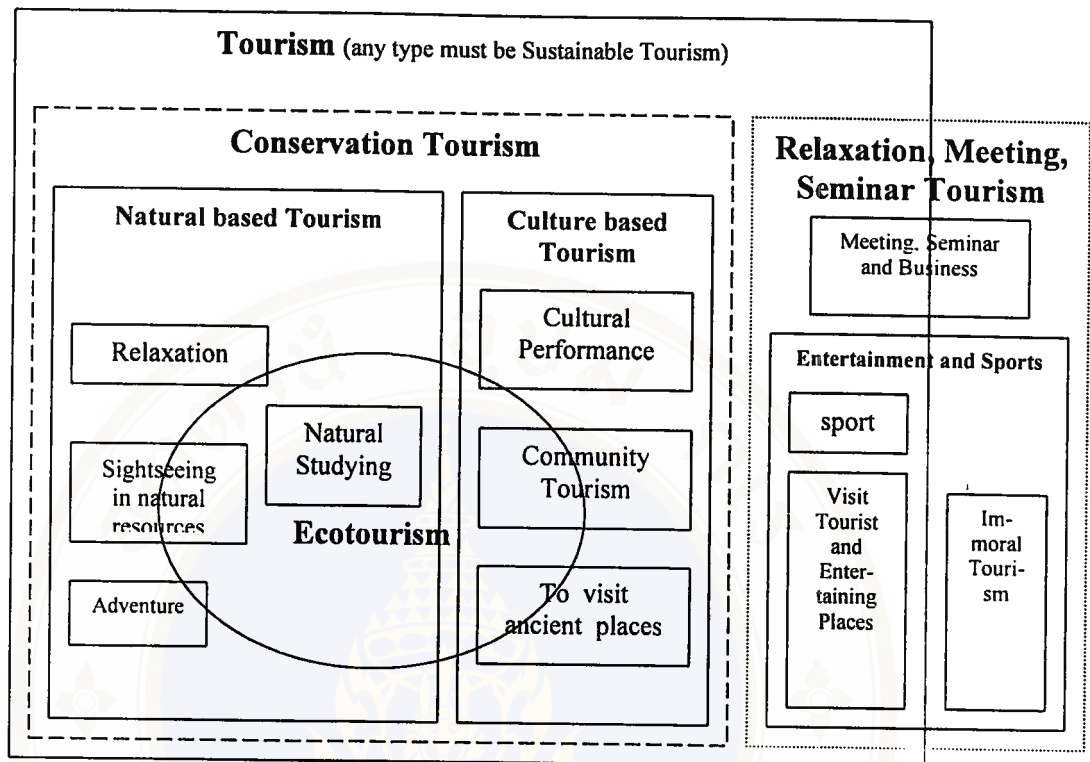 Tourism (any type must be Sustainable Tourism)
Conservation Tourism
Natural based Tourism
Relaxation
Natural
Studying
Sightseeing
in natural
resources
Ecotourism
Adventure
Culture based
Tourism
Cultural
Performance
Community
Tourism
To visit
ancient places
Relaxation, Meeting,
Seminar Tourism
Meeting. Seminar
and Business
Entertainment and Sports
sport
Visit
Tourist
and
Enter-
taining
Places
Im-
moral
Touri-
sm